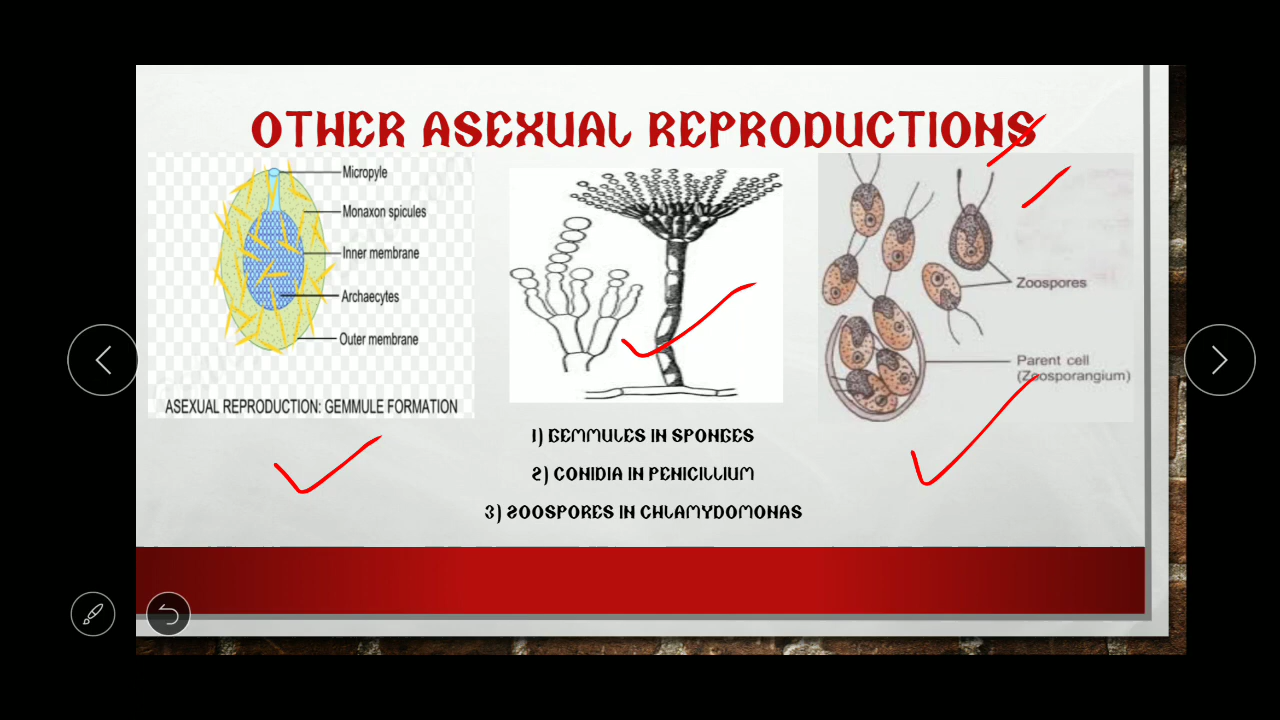 OTHER ASEXUAL REPRODUCTIONS
Micropyle
Monaxon spicules
Inner membrane
Archaecytes
Outer membrane
ASEXUAL REPRODUCTION: GEMMULE FORMATION
Zoospores
Parent cell
(Zoosporangium)
1) GEMMULES IN SPONGES
2) CONIDIA IN PENICILLIUM
3) ZOOSPORES IN CHLAMYDOMONAS